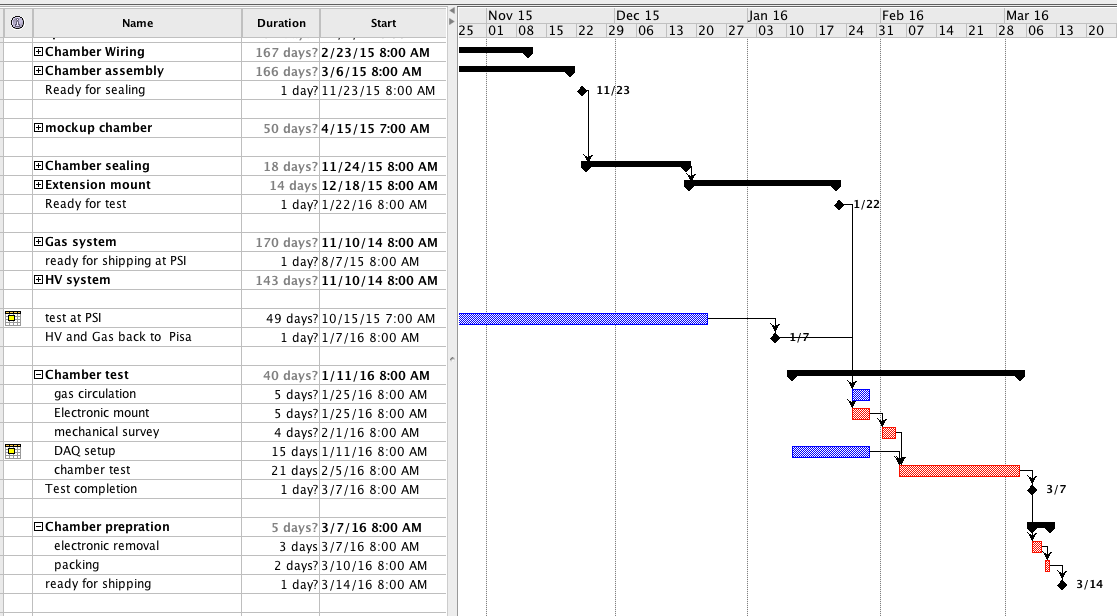 Name Duration Start
Nov 15 Dec 15 Jan 16 Feb 16 Mar 16
25 01 08 15 22 29 06 13 20 27 03 10 17 24 31 07 14 21 28 06 13 20
Chamber Wiring 167 days? 2/23/15 8:00 AM
Chamber assembly 166 days? 3/6/15 8:00 AM
Ready for sealing 1 day? 11/23/15 8:00 AM 11/23
mockup chamber 50 days? 4/15/15 7:00 AM
Chamber sealing 18 days? 11/24/15 8:00 AM
Extension mount 14 days 12/18/15 8:00 AM
Ready for test 1 day? 1/22/16 8:00 AM 1/22
Gas system 170 days? 11/10/14 8:00 AM
ready for shipping at PSI 1 day? 8/7/15 8:00 AM
HV system 143 days? 11/10/14 8:00 AM
test at PSI 49 days? 10/15/15 7:00 AM
HV and Gas back to Pisa 1 day? 1/7/16 8:00 AM 1/7
Chamber test 40 days? 1/11/16 8:00 AM
gas circulation 5 days? 1/25/16 8:00 AM
Electronic mount 5 days? 1/25/16 8:00 AM
mechanical survey 4 days? 2/1/16 8:00 AM
DAQ setup 15 days 1/11/16 8:00 AM
chamber test 21 days 2/5/16 8:00 AM
Test completion 1 day? 3/7/16 8:00 AM 3/7
Chamber prepration 5 days? 3/7/16 8:00 AM
electronic removal 3 days 3/7/16 8:00 AM
packing 2 days? 3/10/16 8:00 AM
ready for shipping 1 day? 3/14/16 8:00 AM 3/14